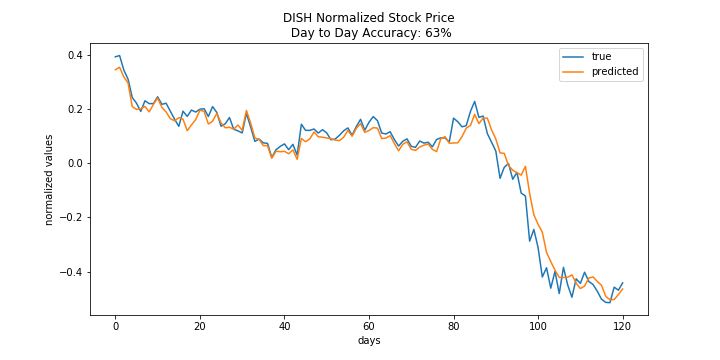 DISH Normalized Stock Price
Day to Day Accuracy: 63%
true
predicted
normalized values
0.4
0.2
0.0
−0.2
−0.4
0
20
40
60
80
100
120
days